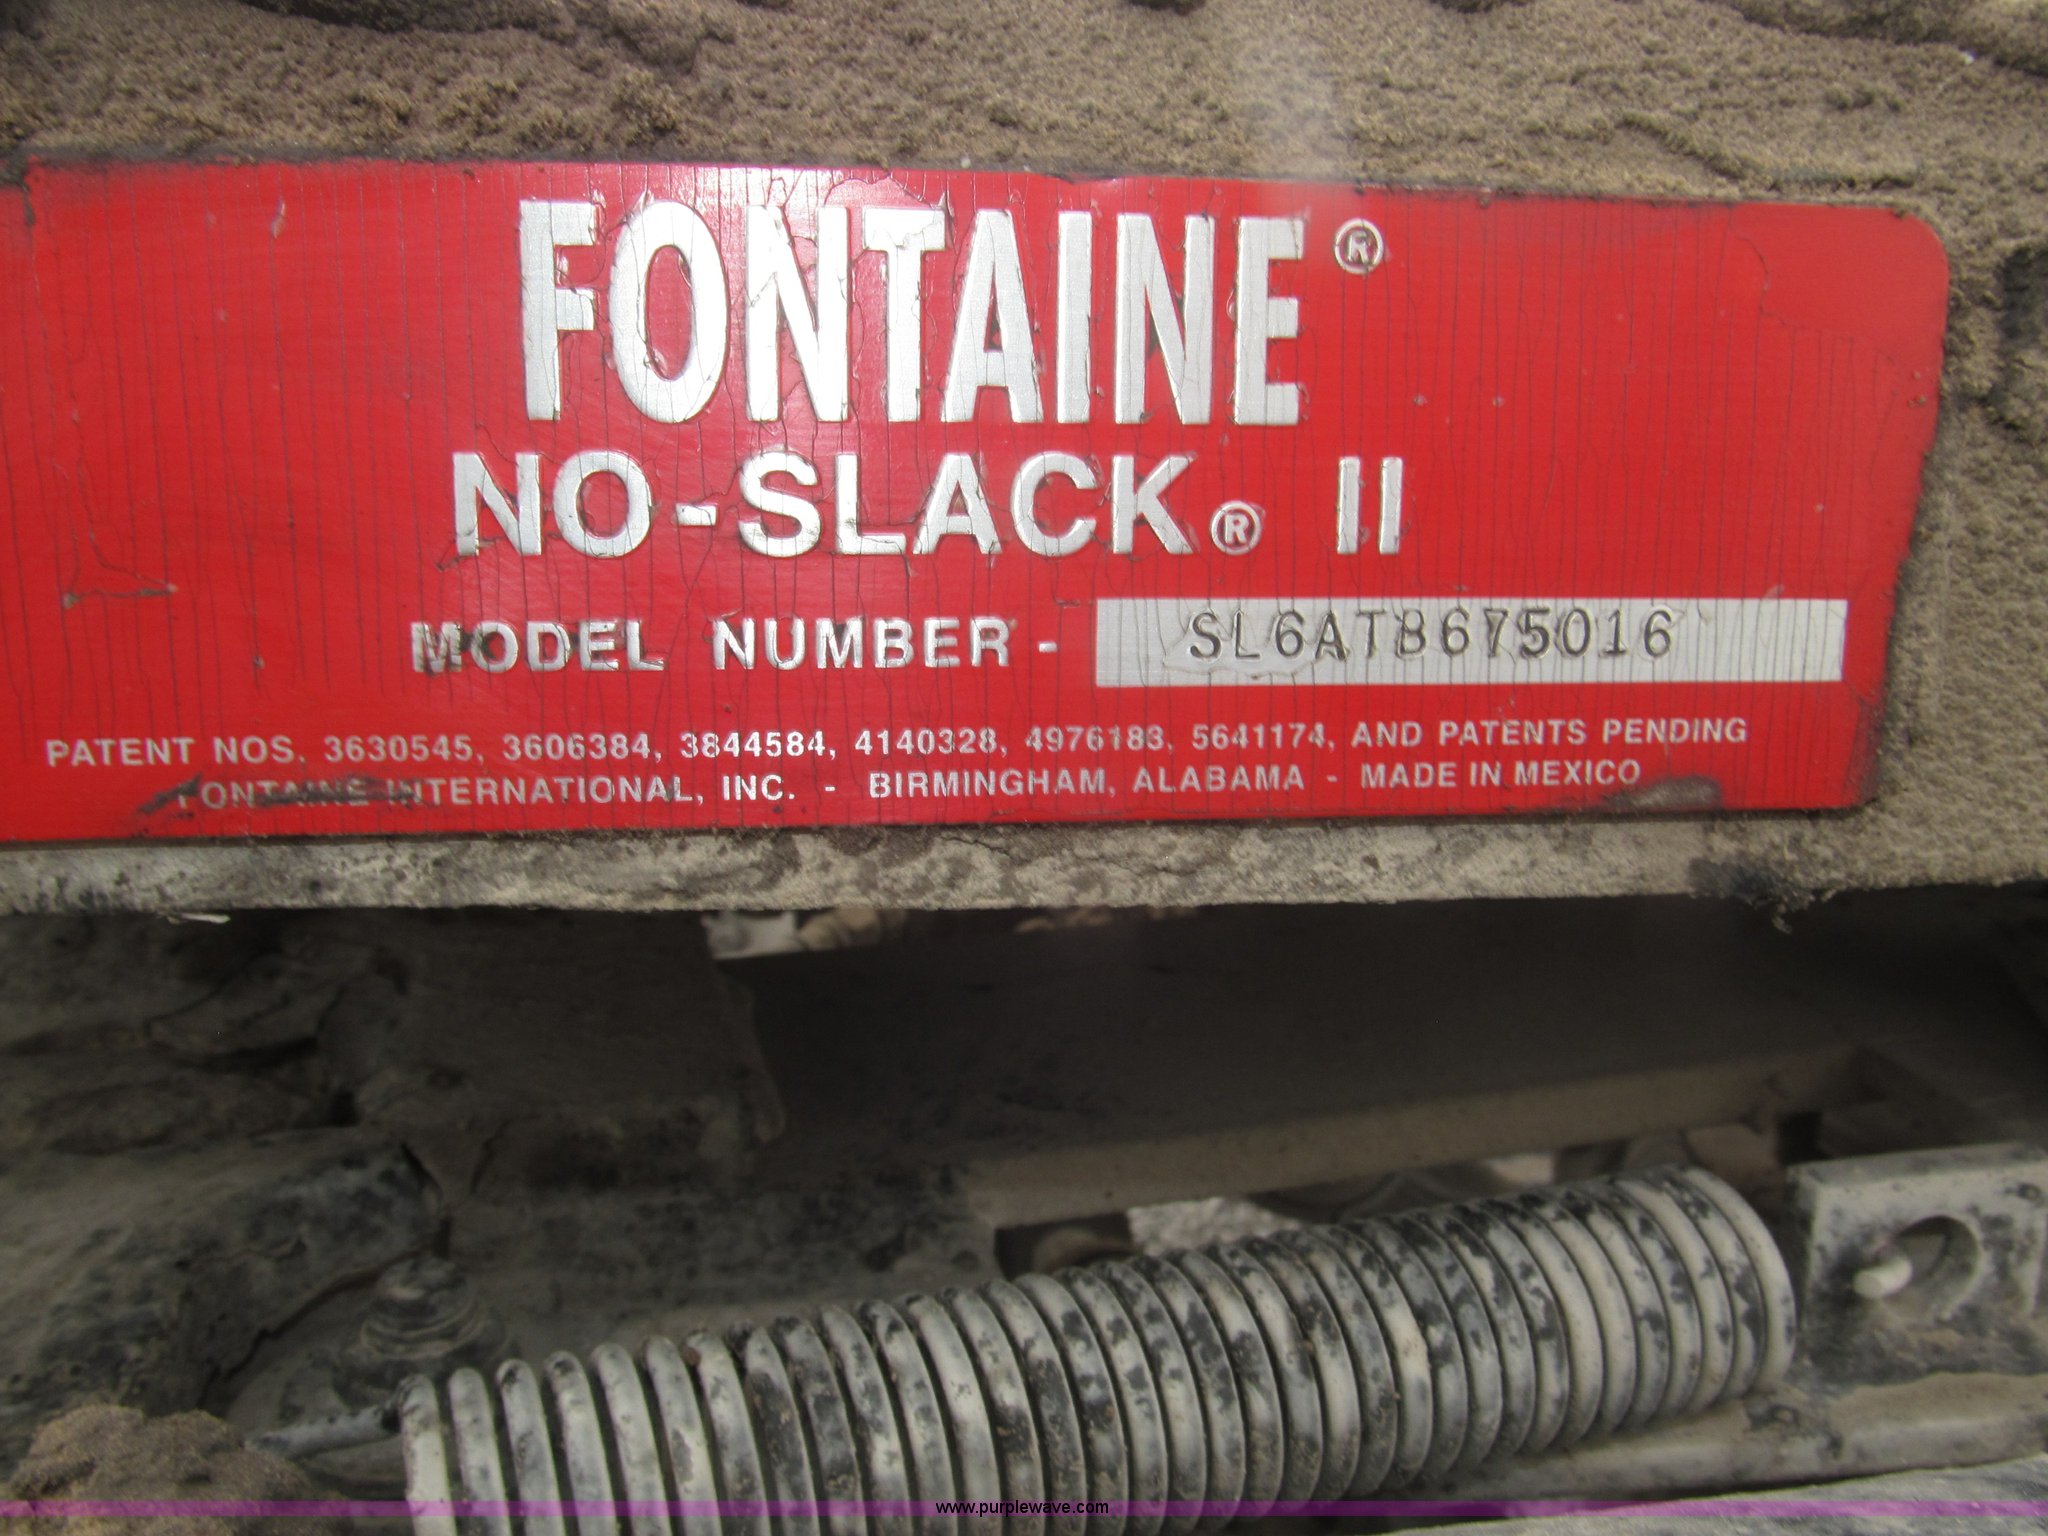 FONTAINE®
NO-SLACK® II
MODEL NUMBER - SL6ATB675016
PATENT NOS. 3630545, 3606384, 3844584, 4140328, 4976183, 5641174, AND PATENTS PENDING
FONTAINE INTERNATIONAL, INC. - BIRMINGHAM, ALABAMA - MADE IN MEXICO
www.purplewave.com